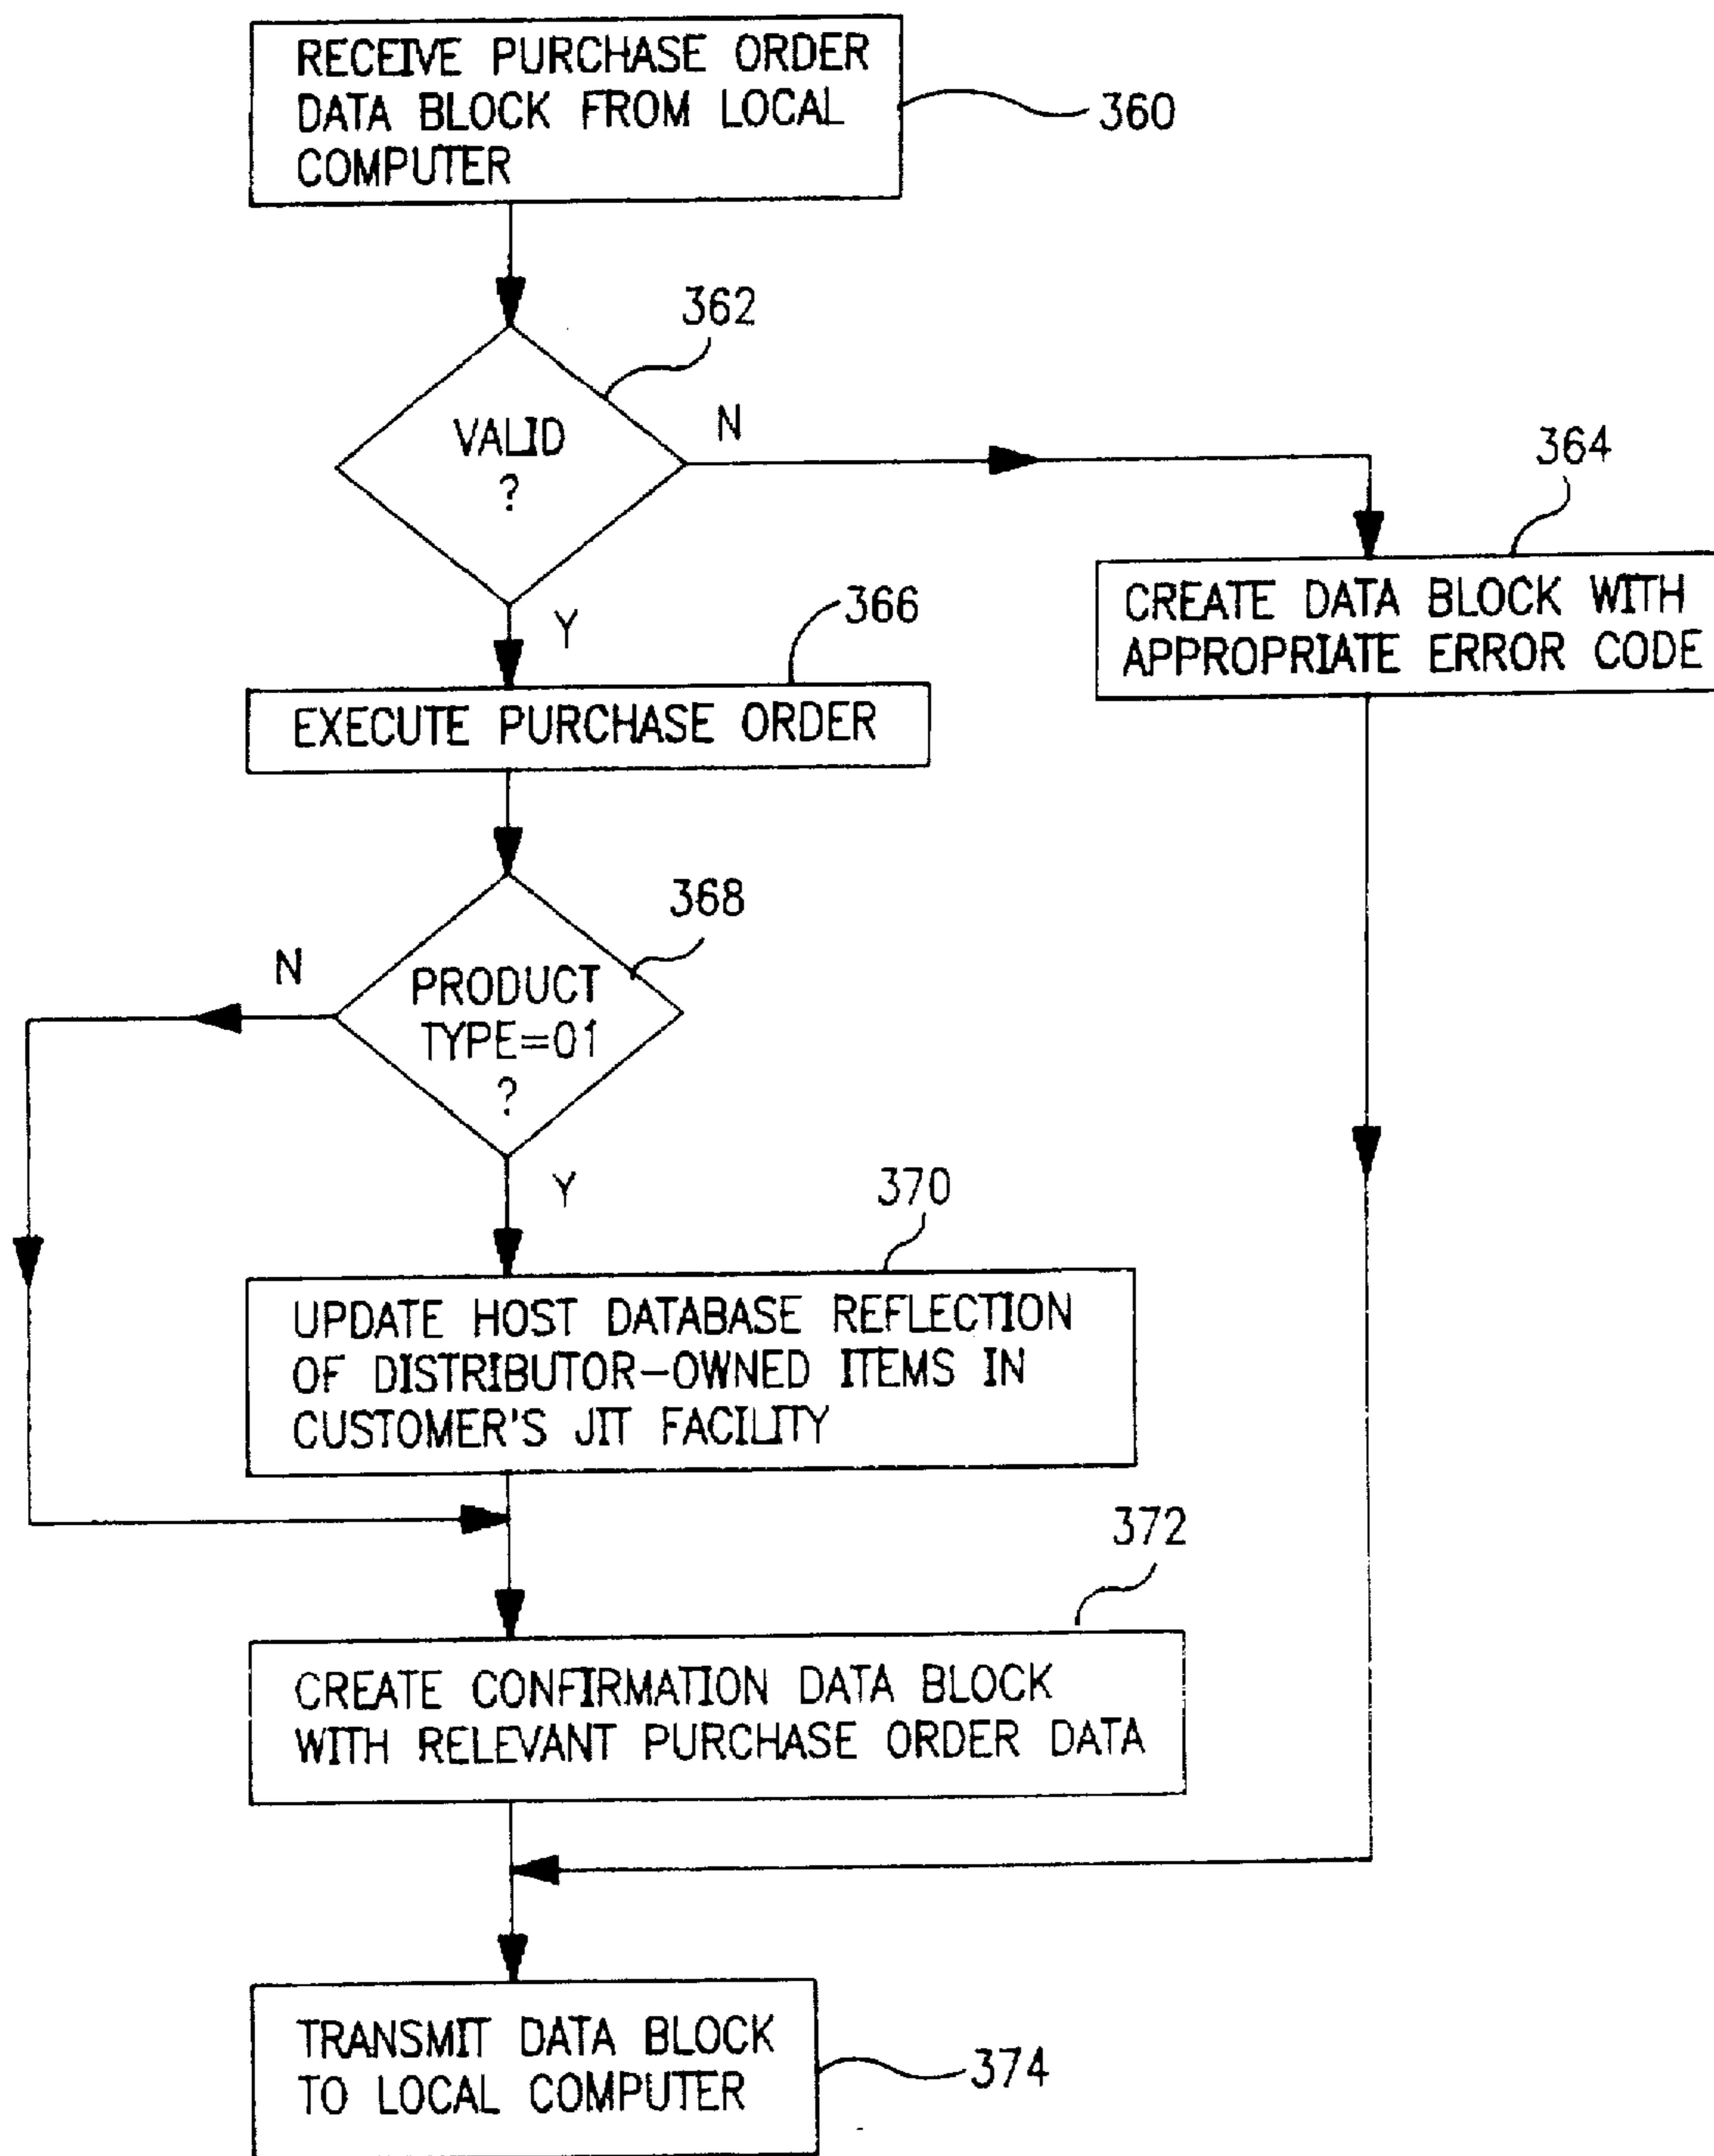 RECEIVE PURCHASE ORDER
DATA BLOCK FROM LOCAL
COMPUTER
360
362
VALID
?
N
364
CREATE DATA BLOCK WITH
APPROPRIATE ERROR CODE
Y
366
EXECUTE PURCHASE ORDER
368
N
PRODUCT
TYPE=01
?
Y
370
UPDATE HOST DATABASE REFLECTION
OF DISTRIBUTOR-OWNED ITEMS IN
CUSTOMER'S JIT FACILITY
372
CREATE CONFIRMATION DATA BLOCK
WITH RELEVANT PURCHASE ORDER DATA
TRANSMIT DATA BLOCK
TO LOCAL COMPUTER
374